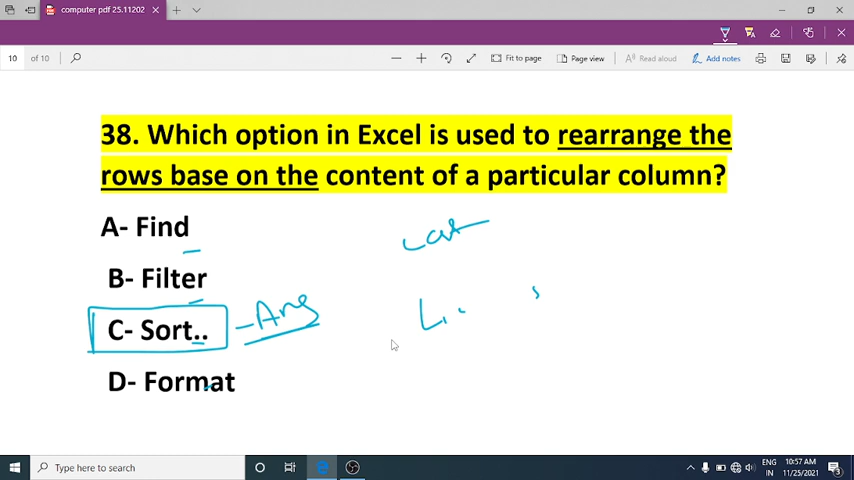 computer pdf 25.11202
10 of 10 Fit to page Page view Read aloud Add notes
38. Which option in Excel is used to rearrange the
rows base on the content of a particular column?
A- Find
B- Filter
C- Sort.. -Ans
D- Format
Type here to search
ENG 10:57 AM
IN 11/25/2021
3